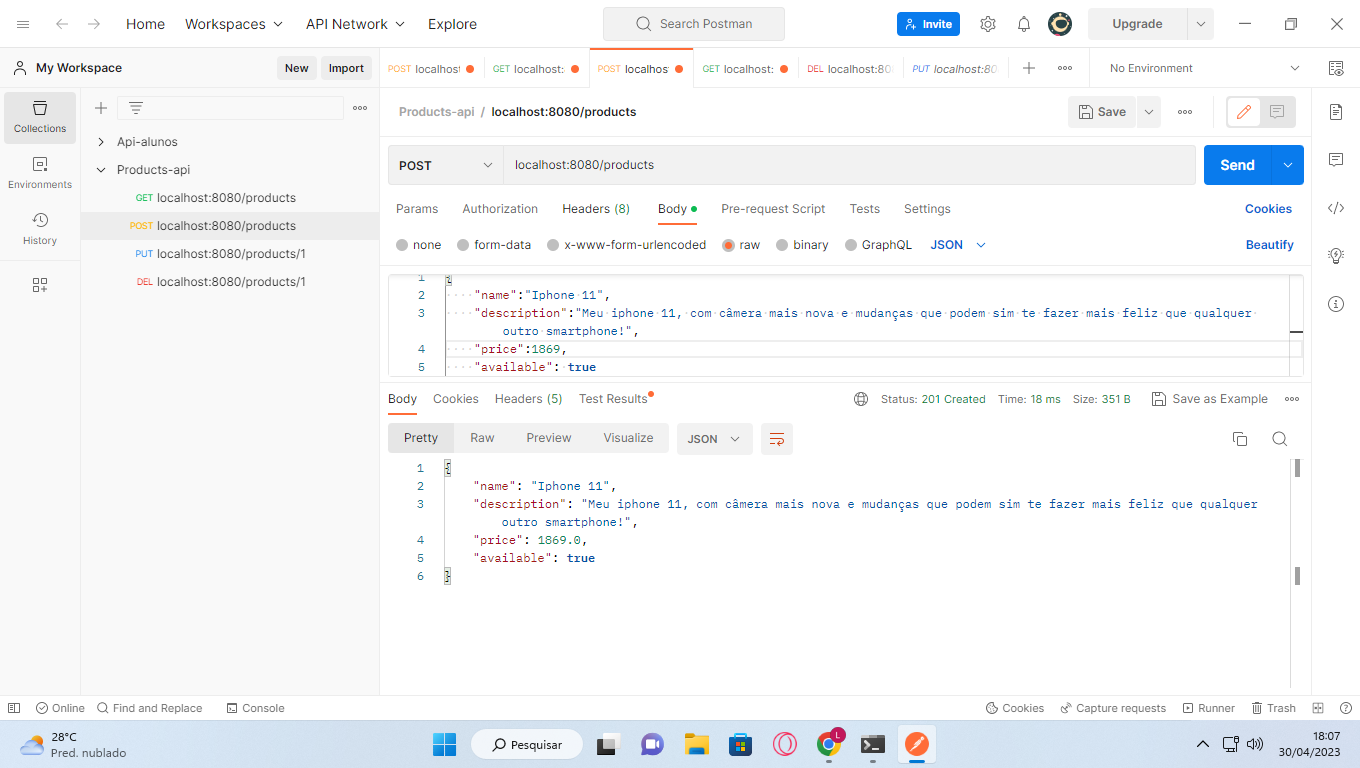 Home Workspaces API Network Explore Search Postman Invite Upgrade
My Workspace New Import
POST localhost GET localhost: POST localhos GET localhost: DEL localhost:80 PUT localhost:80 No Environment
Collections
Environments
History
Api-alunos
Products-api
GET localhost:8080/products
POST localhost:8080/products
PUT localhost:8080/products/1
DEL localhost:8080/products/1
Products-api / localhost:8080/products Save
POST localhost:8080/products Send
Params Authorization Headers (8) Body Pre-request Script Tests Settings Cookies
none form-data x-www-form-urlencoded raw binary GraphQL JSON Beautify
1 {
2 "name":"Iphone 11",
3 "description":"Meu iphone 11, com câmera mais nova e mudanças que podem sim te fazer mais feliz que qualquer
outro smartphone!",
4 "price":1869,
5 "available": true
Body Cookies Headers (5) Test Results Status: 201 Created Time: 18 ms Size: 351 B Save as Example
Pretty Raw Preview Visualize JSON
1 {
2 "name": "Iphone 11",
3 "description": "Meu iphone 11, com câmera mais nova e mudanças que podem sim te fazer mais feliz que qualquer
outro smartphone!",
4 "price": 1869.0,
5 "available": true
6 }
Online Find and Replace Console Cookies Capture requests Runner Trash
28°C
Pred. nublado
Pesquisar
L
18:07
30/04/2023